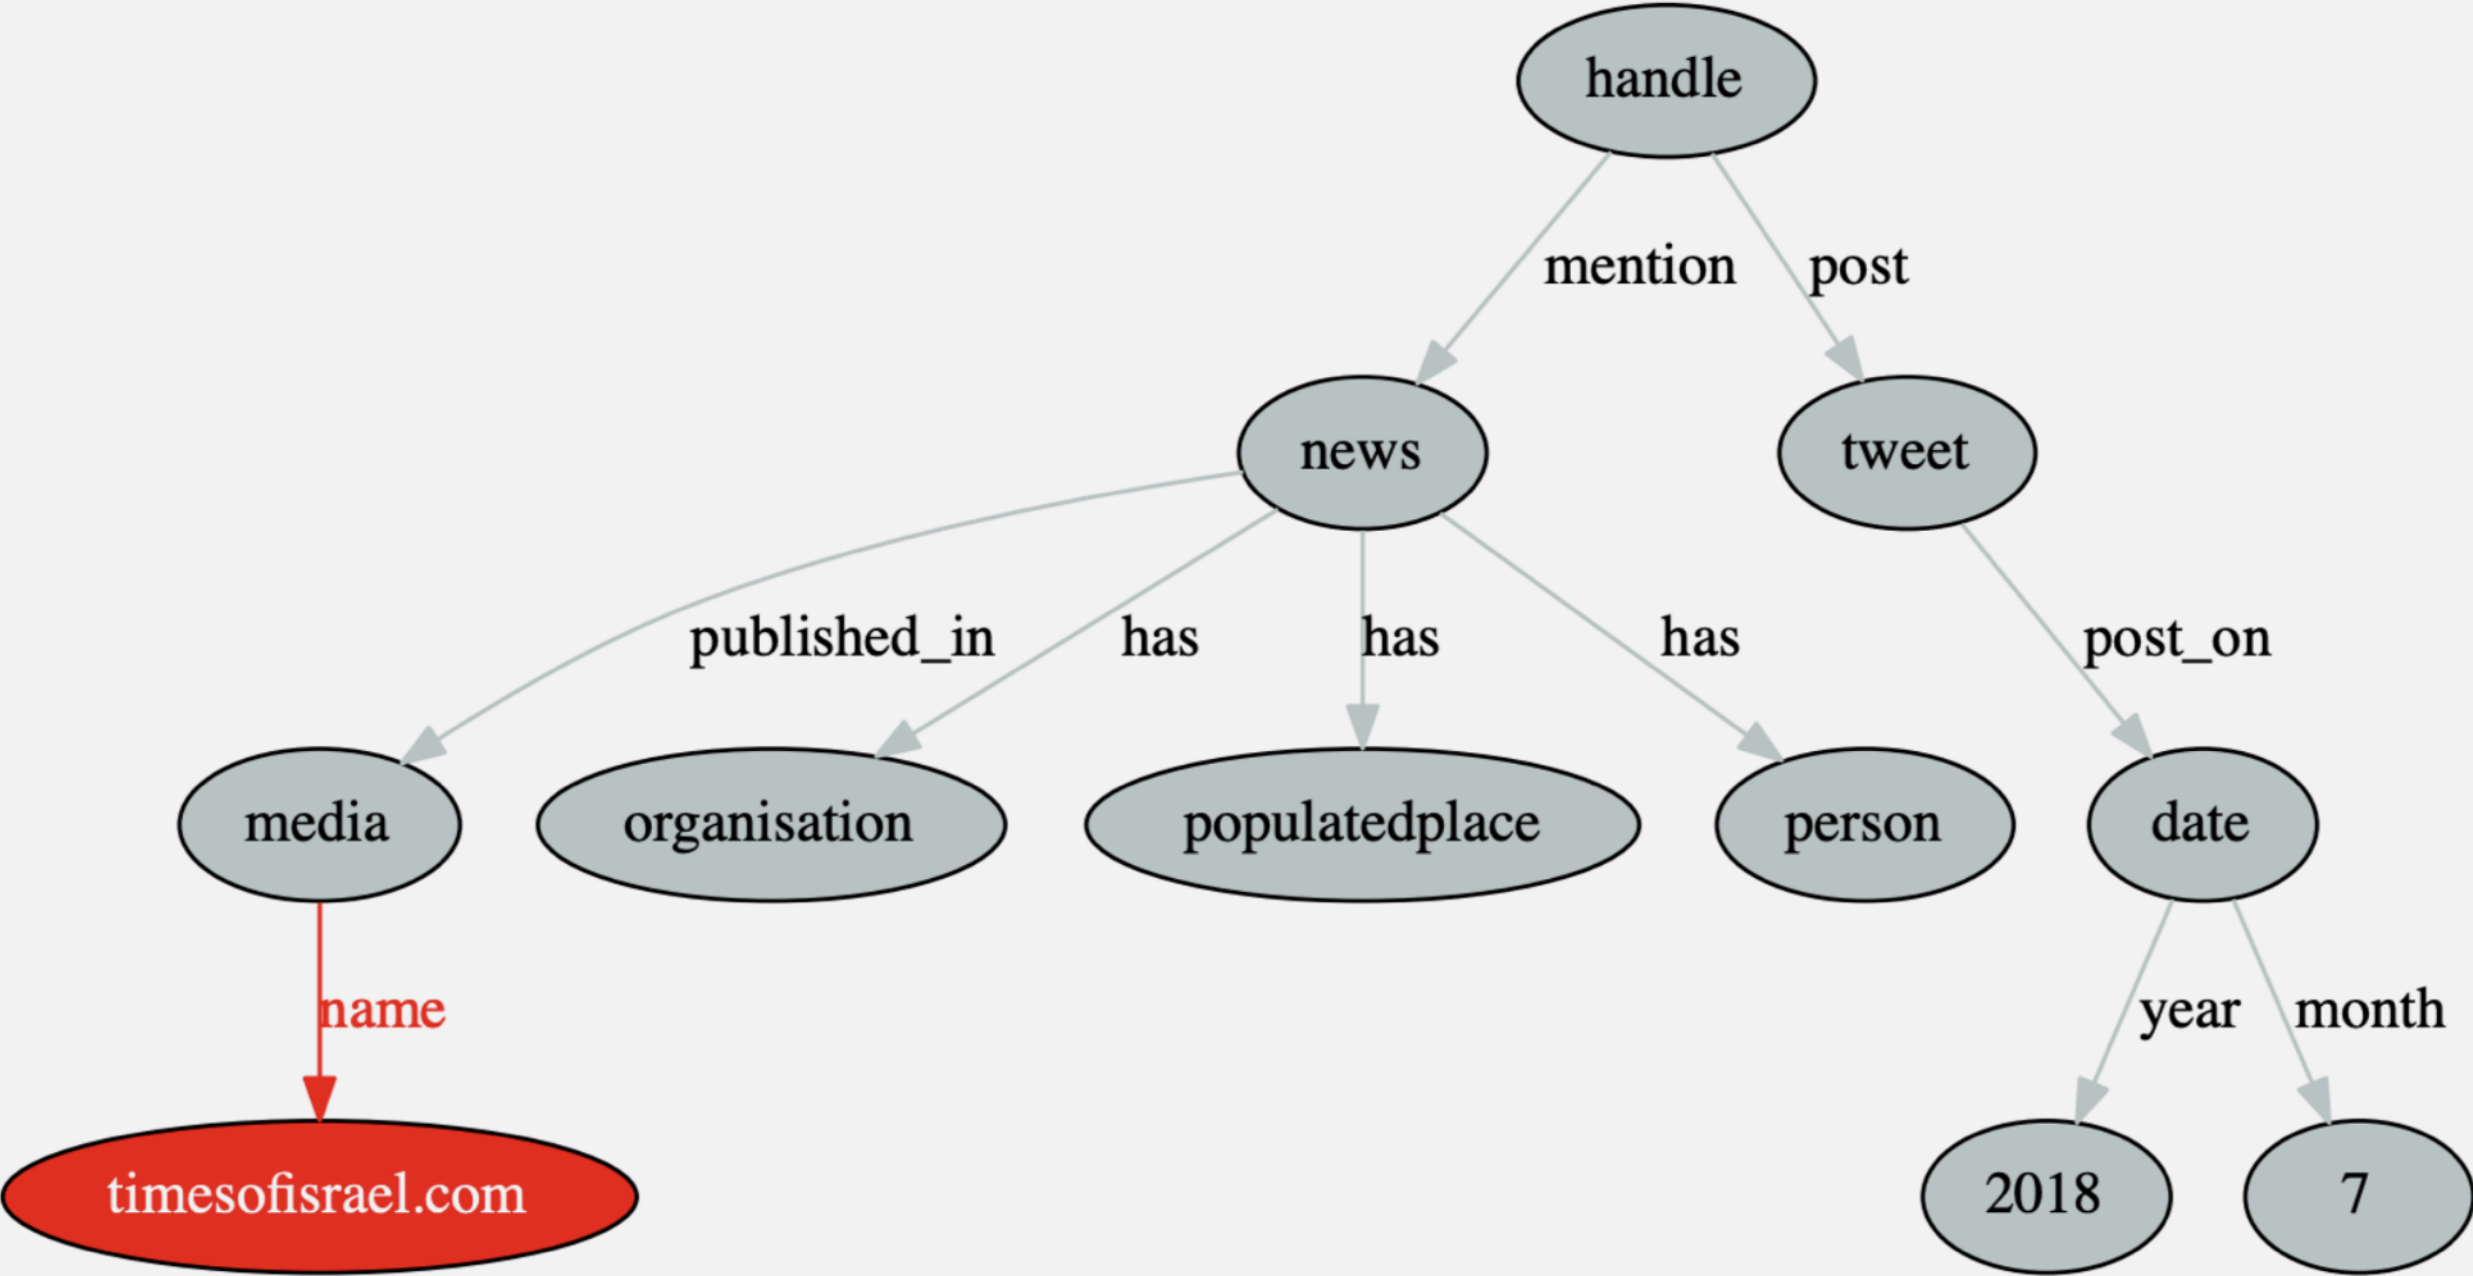 handle
mention
post
news
tweet
published_in
has
has
has
post_on
media
organisation
populatedplace
person
date
name
year
month
timesofisrael.com
2018
7